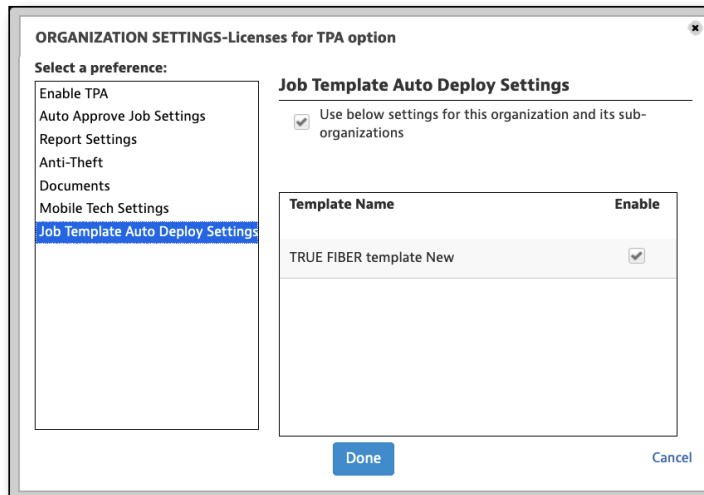 ORGANIZATION SETTINGS-Licenses for TPA option
Select a preference:
Enable TPA
Auto Approve Job Settings
Report Settings
Anti-Theft
Documents
Mobile Tech Settings
Job Template Auto Deploy Settings
Job Template Auto Deploy Settings
Use below settings for this organization and its sub-
organizations
Template Name Enable
TRUE FIBER template New
Done
Cancel